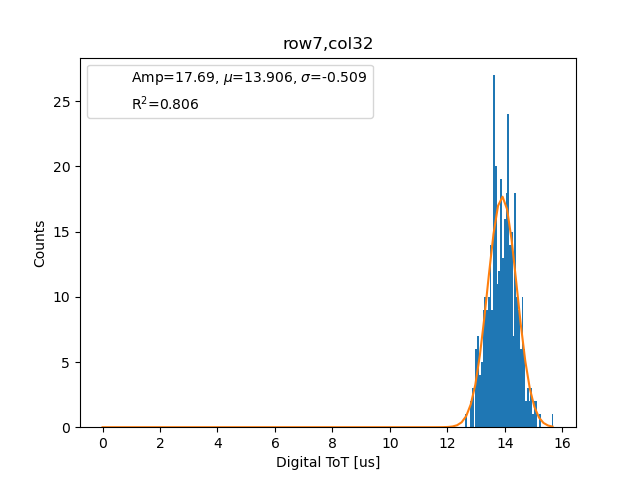 row7,col32
Amp=17.69, μ=13.906, σ=-0.509
R²=0.806
25
20
15
10
5
0
Counts
0 2 4 6 8 10 12 14 16
Digital ToT [us]